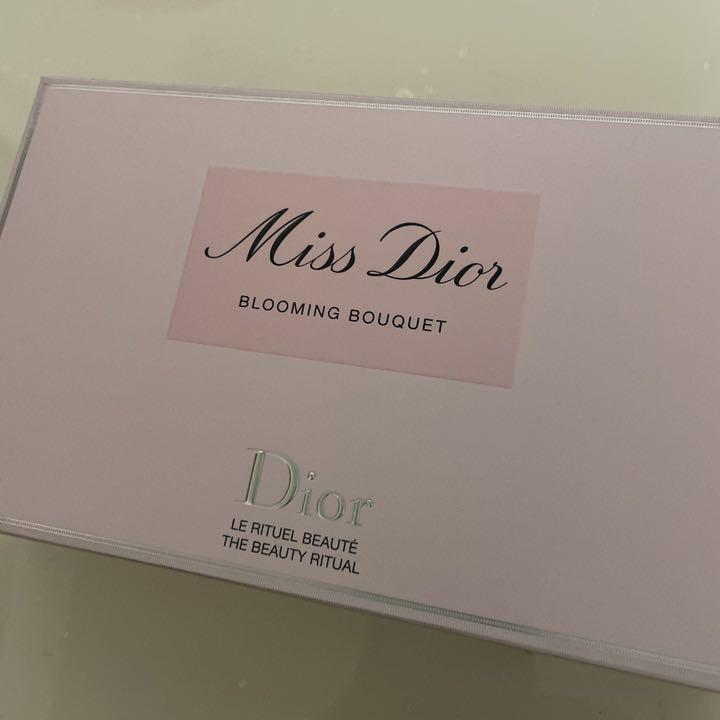 Miss Dior
BLOOMING BOUQUET
Dior
LE RITUEL BEAUTÉ
THE BEAUTY RITUAL